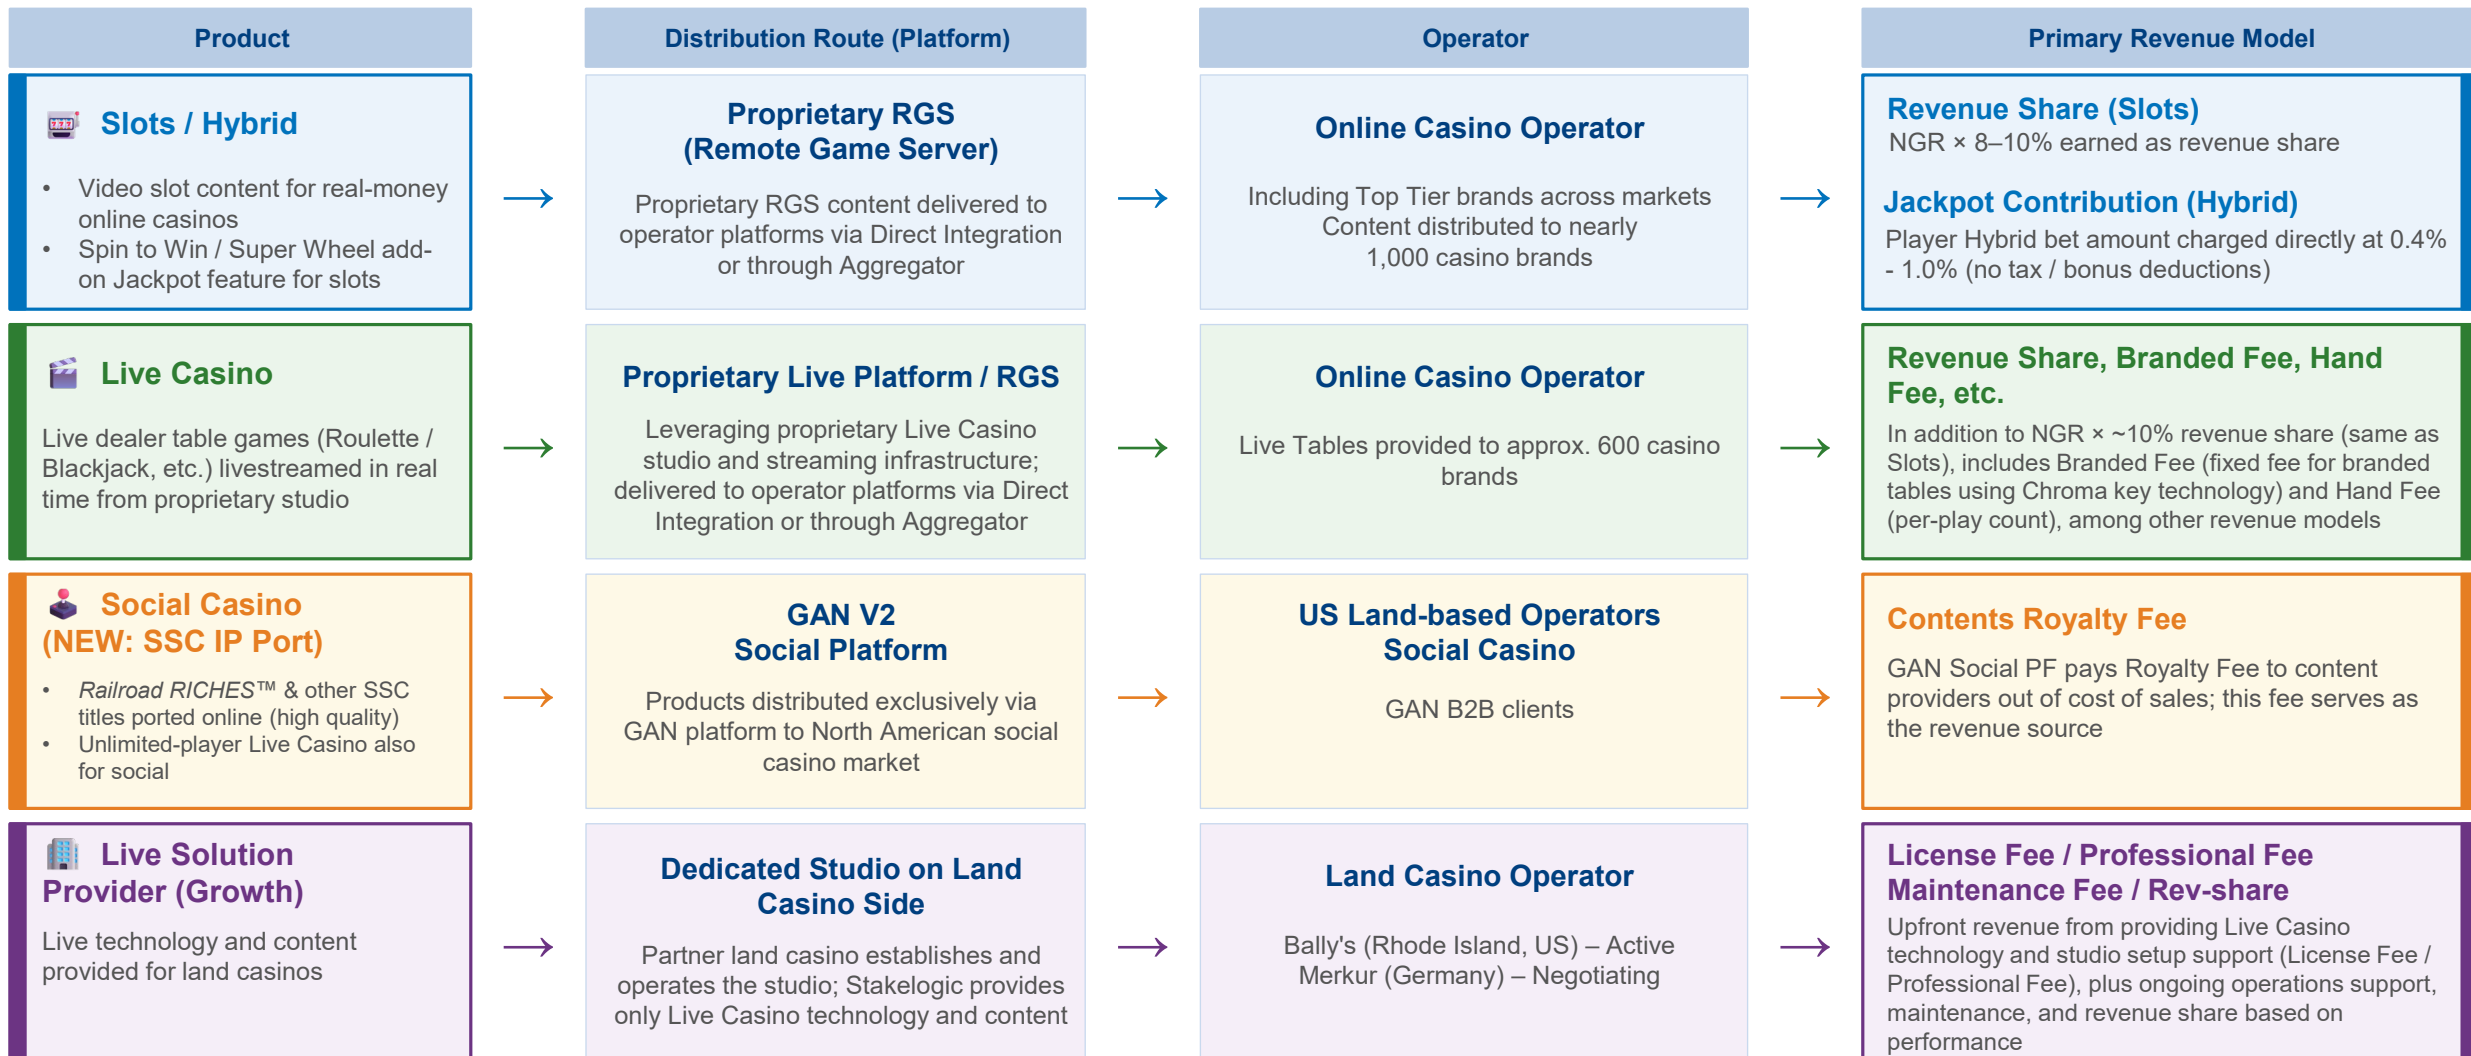 Product
Distribution Route (Platform)
Operator
Primary Revenue Model
Slots / Hybrid
• Video slot content for real-money
online casinos
• Spin to Win / Super Wheel add-
on Jackpot feature for slots
→
Proprietary RGS
(Remote Game Server)
Proprietary RGS content delivered to
operator platforms via Direct Integration
or through Aggregator
→
Online Casino Operator
Including Top Tier brands across markets
Content distributed to nearly
1,000 casino brands
→
Revenue Share (Slots)
NGR × 8–10% earned as revenue share
Jackpot Contribution (Hybrid)
Player Hybrid bet amount charged directly at 0.4%
- 1.0% (no tax / bonus deductions)
Live Casino
Live dealer table games (Roulette /
Blackjack, etc.) livestreamed in real
time from proprietary studio
→
Proprietary Live Platform / RGS
Leveraging proprietary Live Casino
studio and streaming infrastructure;
delivered to operator platforms via Direct
Integration or through Aggregator
→
Online Casino Operator
Live Tables provided to approx. 600 casino
brands
→
Revenue Share, Branded Fee, Hand
Fee, etc.
In addition to NGR × ~10% revenue share (same as
Slots), includes Branded Fee (fixed fee for branded
tables using Chroma key technology) and Hand Fee
(per-play count), among other revenue models
Social Casino
(NEW: SSC IP Port)
• Railroad RICHES™ & other SSC
titles ported online (high quality)
• Unlimited-player Live Casino also
for social
→
GAN V2
Social Platform
Products distributed exclusively via
GAN platform to North American social
casino market
→
US Land-based Operators
Social Casino
GAN B2B clients
→
Contents Royalty Fee
GAN Social PF pays Royalty Fee to content
providers out of cost of sales; this fee serves as
the revenue source
Live Solution
Provider (Growth)
Live technology and content
provided for land casinos
→
Dedicated Studio on Land
Casino Side
Partner land casino establishes and
operates the studio; Stakelogic provides
only Live Casino technology and content
→
Land Casino Operator
Bally's (Rhode Island, US) – Active
Merkur (Germany) – Negotiating
→
License Fee / Professional Fee
Maintenance Fee / Rev-share
Upfront revenue from providing Live Casino
technology and studio setup support (License Fee /
Professional Fee), plus ongoing operations support,
maintenance, and revenue share based on
performance